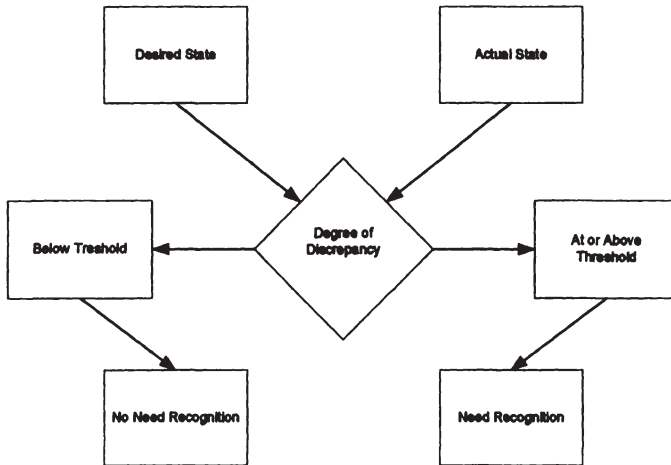 Desired State
Actual State
Degree of
Discrepancy
Below Treshold
At or Above
Threshold
No Need Recognition
Need Recognition